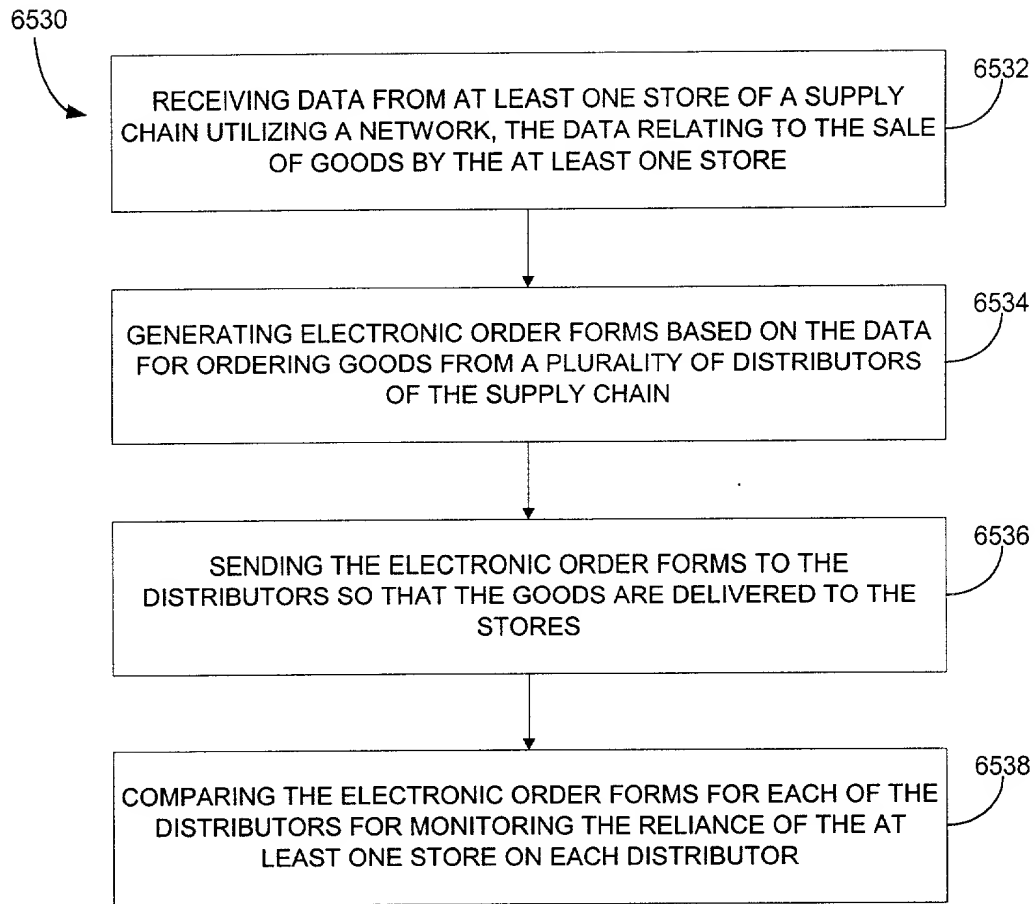 6530
6532
RECEIVING DATA FROM AT LEAST ONE STORE OF A SUPPLY
CHAIN UTILIZING A NETWORK, THE DATA RELATING TO THE SALE
OF GOODS BY THE AT LEAST ONE STORE
6534
GENERATING ELECTRONIC ORDER FORMS BASED ON THE DATA
FOR ORDERING GOODS FROM A PLURALITY OF DISTRIBUTORS
OF THE SUPPLY CHAIN
6536
SENDING THE ELECTRONIC ORDER FORMS TO THE
DISTRIBUTORS SO THAT THE GOODS ARE DELIVERED TO THE
STORES
6538
COMPARING THE ELECTRONIC ORDER FORMS FOR EACH OF THE
DISTRIBUTORS FOR MONITORING THE RELIANCE OF THE AT
LEAST ONE STORE ON EACH DISTRIBUTOR